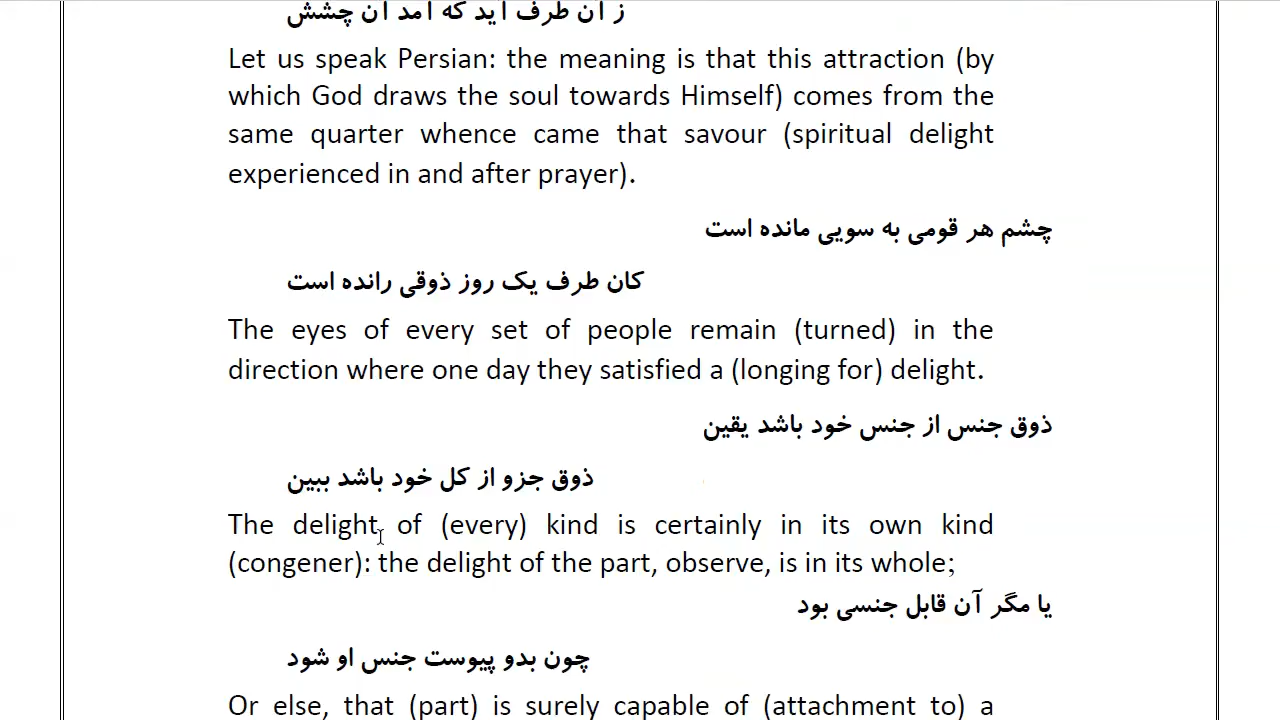 ز آن طرف آید که آمد آن چشش
Let us speak Persian: the meaning is that this attraction (by
which God draws the soul towards Himself) comes from the
same quarter whence came that savour (spiritual delight
experienced in and after prayer).
چشم هر قومی به سویی مانده است
کان طرف یک روز ذوقی رانده است
The eyes of every set of people remain (turned) in the
direction where one day they satisfied a (longing for) delight.
ذوق جنس از جنس خود باشد یقین
ذوق جزو از کل خود باشد ببین
The delight of (every) kind is certainly in its own kind
(congener): the delight of the part, observe, is in its whole;
یا مگر آن قابل جنسی بود
چون بدو پیوست جنس او شود
Or else, that (part) is surely capable of (attachment to) a